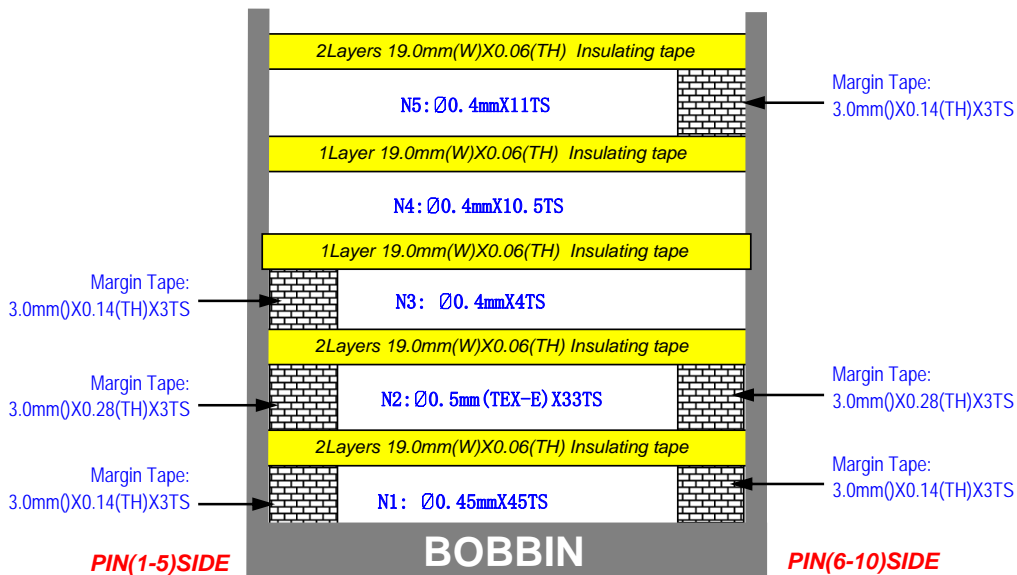 2Layers 19.0mm(W)X0.06(TH) Insulating tape
N5:∅0.4mmX11TS
Margin Tape:
3.0mm()X0.14(TH)X3TS
1Layer 19.0mm(W)X0.06(TH) Insulating tape
N4:∅0.4mmX10.5TS
1Layer 19.0mm(W)X0.06(TH) Insulating tape
Margin Tape:
3.0mm()X0.14(TH)X3TS
N3: ∅0.4mmX4TS
2Layers 19.0mm(W)X0.06(TH) Insulating tape
Margin Tape:
3.0mm()X0.28(TH)X3TS
N2:∅0.5mm(TEX-E)X33TS
Margin Tape:
3.0mm()X0.28(TH)X3TS
2Layers 19.0mm(W)X0.06(TH) Insulating tape
Margin Tape:
3.0mm()X0.14(TH)X3TS
N1: ∅0.45mmX45TS
Margin Tape:
3.0mm()X0.14(TH)X3TS
PIN(1-5)SIDE
BOBBIN
PIN(6-10)SIDE